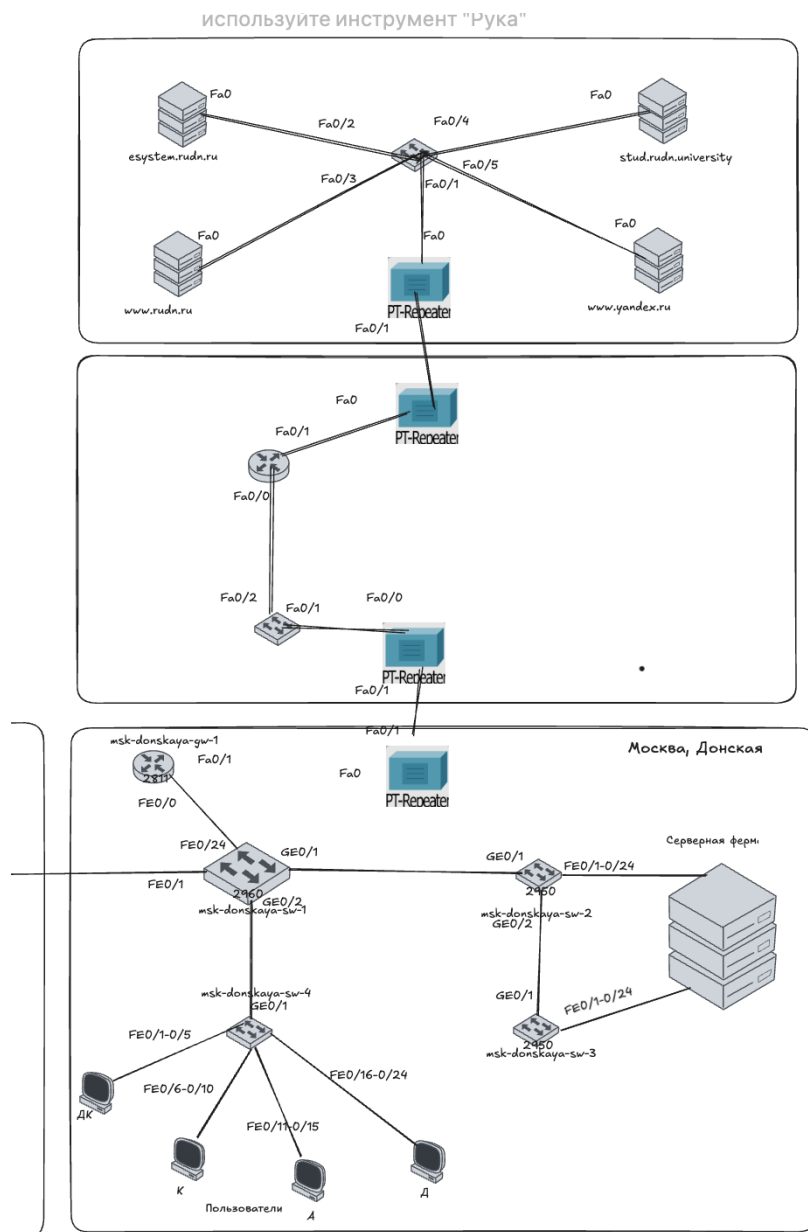 используйте инструмент "Рука"
Fa0
Fa0/2
Fa0/4
Fa0
esystem.rudn.ru
stud.rudn.university
Fa0/3
Fa0/5
Fa0/1
Fa0
Fa0
Fa0
www.rudn.ru
www.yandex.ru
PT-Repeater
Fa0/1
Fa0
PT-Repeater
Fa0/1
Fa0/0
Fa0/2
Fa0/1
Fa0/0
PT-Repeater
Fa0/1
Fa0/1
msk-donskaya-gw-1
Fa0/1
Москва, Донская
2811
Fa0
PT-Repeater
FE0/0
FE0/24
GE0/1
Серверная ферм
GE0/1
FE0/1-0/24
FE0/1
2960
GE0/2
msk-donskaya-sw-1
2950
msk-donskaya-sw-2
GE0/2
msk-donskaya-sw-4
GE0/1
GE0/1
FE0/1-0/24
FE0/1-0/5
2950
msk-donskaya-sw-3
FE0/6-0/10
FE0/16-0/24
ДК
FE0/11-0/15
К
Д
Пользователи
А